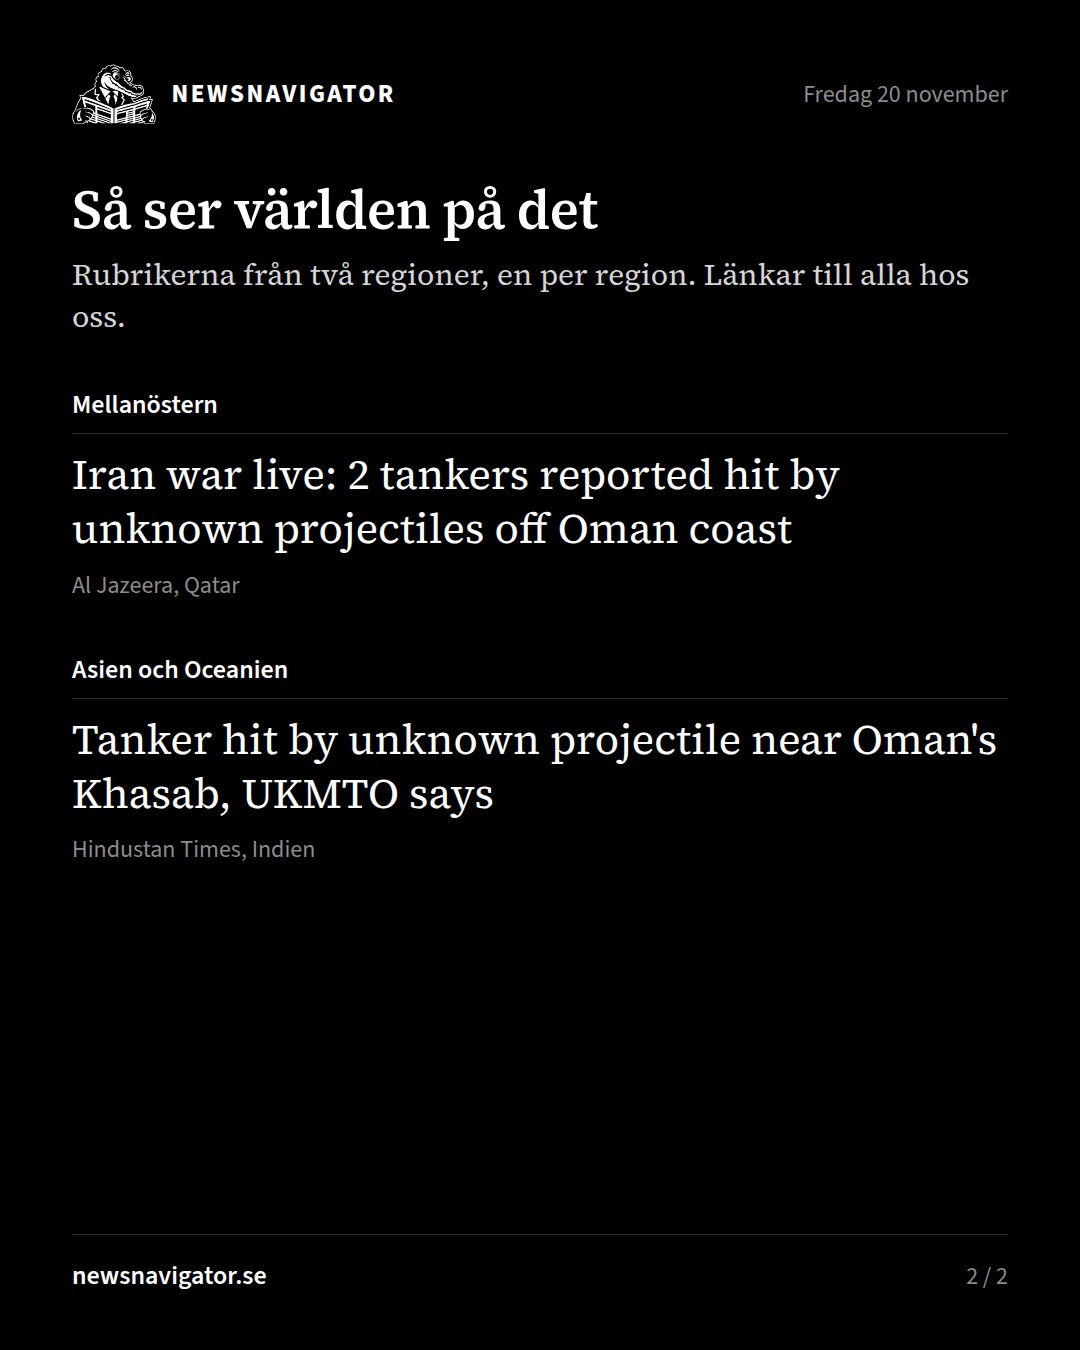 NEWSNAVIGATOR
Fredag 20 november
Så ser världen på det
Rubrikerna från två regioner, en per region. Länkar till alla hos
oss.
Mellanöstern
Iran war live: 2 tankers reported hit by
unknown projectiles off Oman coast
Al Jazeera, Qatar
Asien och Oceanien
Tanker hit by unknown projectile near Oman's
Khasab, UKMTO says
Hindustan Times, Indien
newsnavigator.se
2 / 2